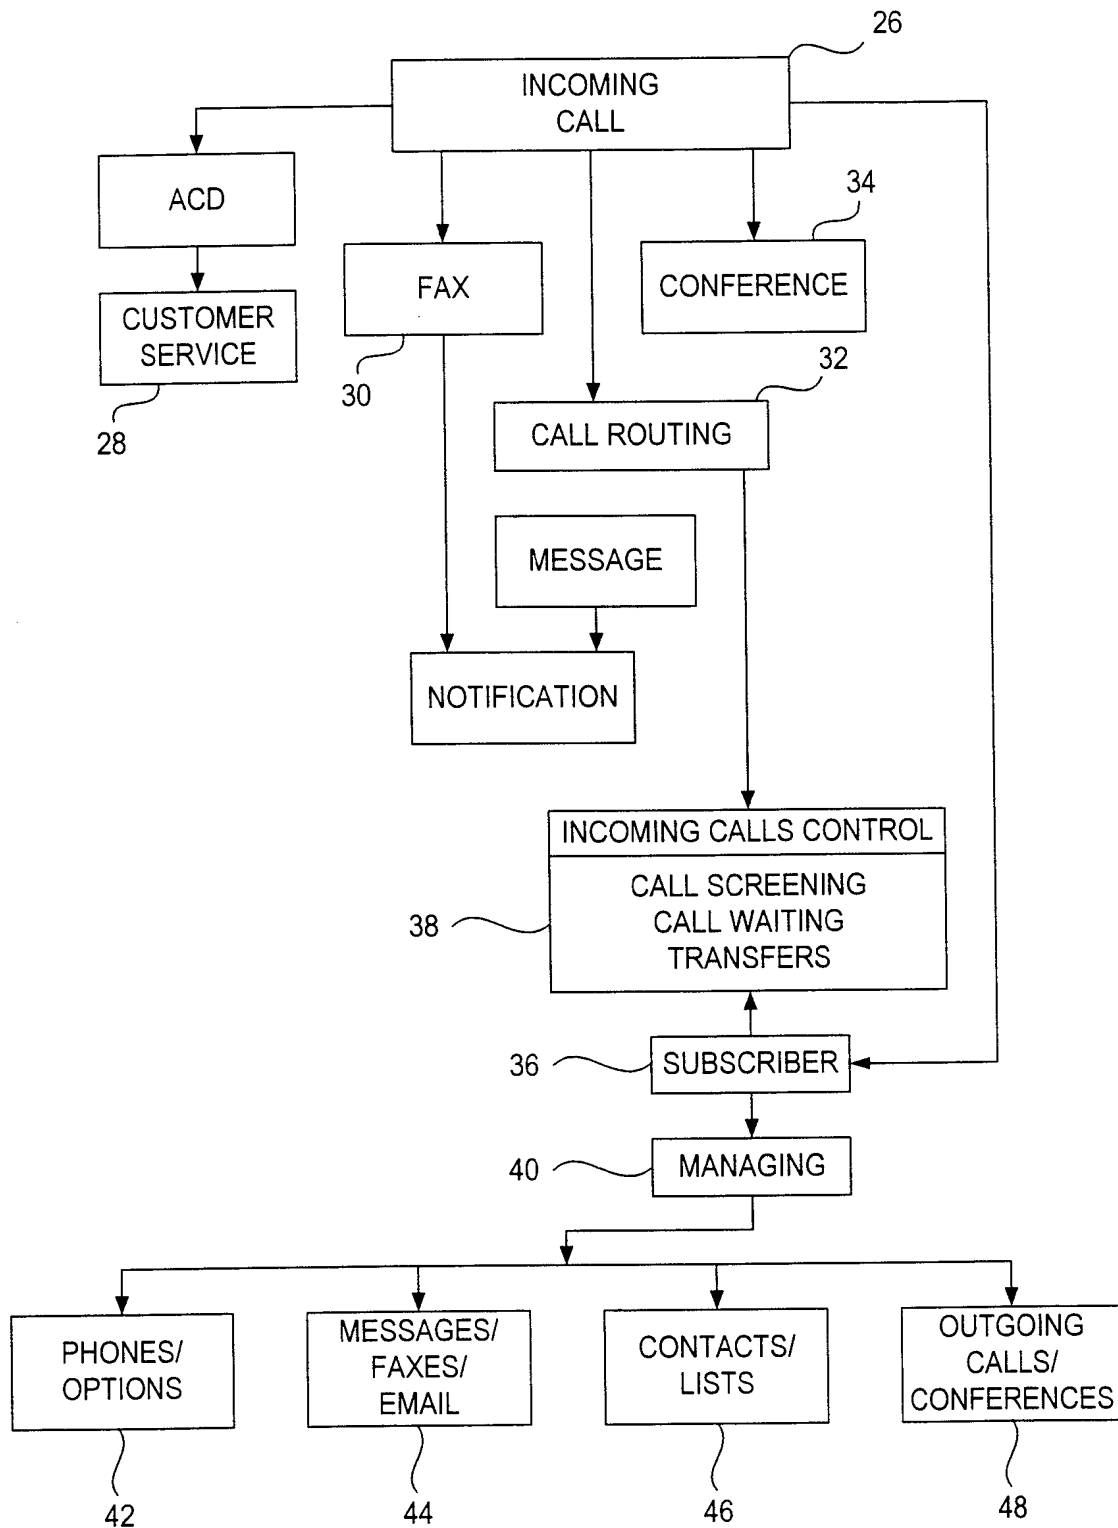 26
INCOMING
CALL
ACD
34
FAX
CONFERENCE
CUSTOMER
SERVICE
30
32
28
CALL ROUTING
MESSAGE
NOTIFICATION
INCOMING CALLS CONTROL
CALL SCREENING
CALL WAITING
TRANSFERS
38
36
SUBSCRIBER
40
MANAGING
PHONES/
OPTIONS
MESSAGES/
FAXES/
EMAIL
CONTACTS/
LISTS
OUTGOING
CALLS/
CONFERENCES
42
44
46
48